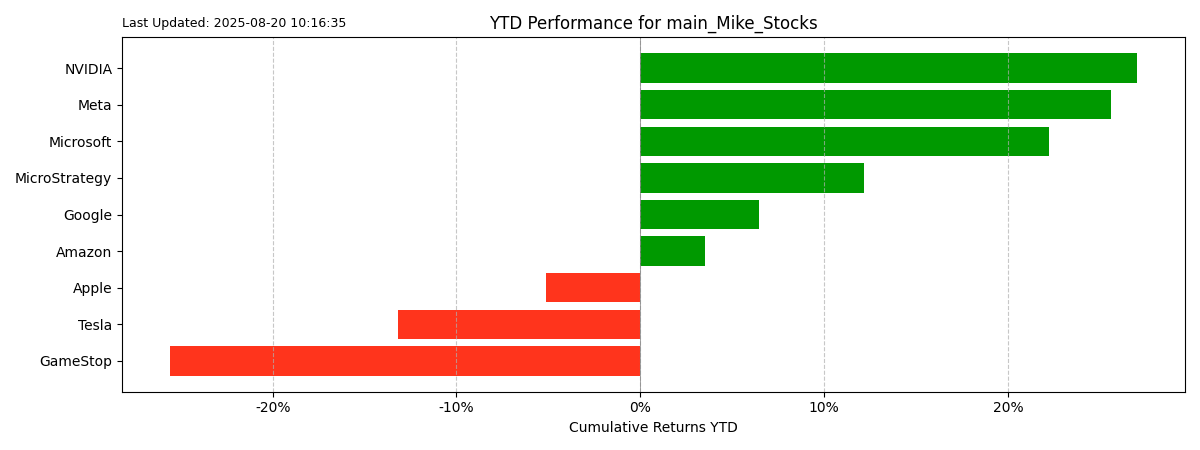 Last Updated: 2025-08-20 10:16:35
YTD Performance for main_Mike_Stocks
NVIDIA
Meta
Microsoft
MicroStrategy
Google
Amazon
Apple
Tesla
GameStop
-20% -10% 0% 10% 20%
Cumulative Returns YTD